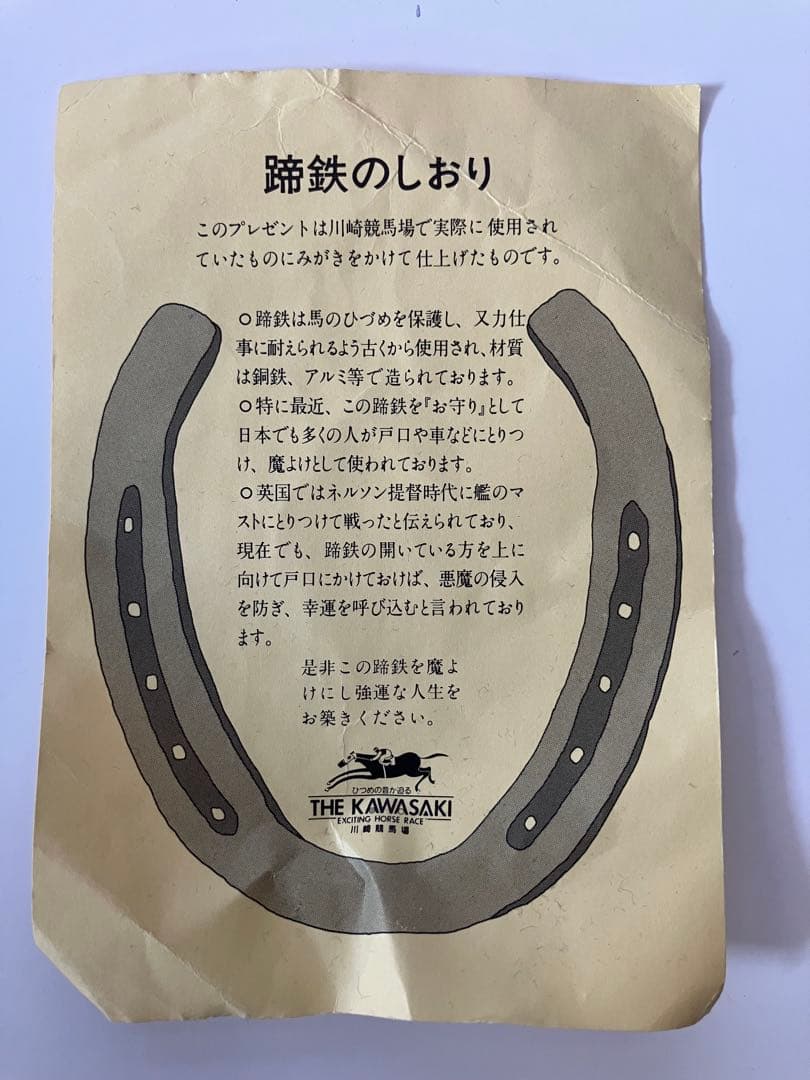 蹄鉄のしおり
このプレゼントは川崎競馬場で実際に使用され
ていたものにみがきをかけて仕上げたものです。
○蹄鉄は馬のひづめを保護し、又力仕
事に耐えられるよう古くから使用され、材質
は銅鉄、アルミ等で造られております。
○特に最近、この蹄鉄を『お守り』として
日本でも多くの人が戸口や車などにとりつ
け、魔よけとして使われております。
○英国ではネルソン提督時代に艦のマ
ストにとりつけて戦ったと伝えられており、
現在でも、蹄鉄の開いている方を上に
向けて戸口にかけておけば、悪魔の侵入
を防ぎ、幸運を呼び込むと言われており
ます。
是非この蹄鉄を魔よ
けにし強運な人生を
お築きください。
ひづめの音が迫る
THE KAWASAKI
EXCITING HORSE RACE
川崎競馬場